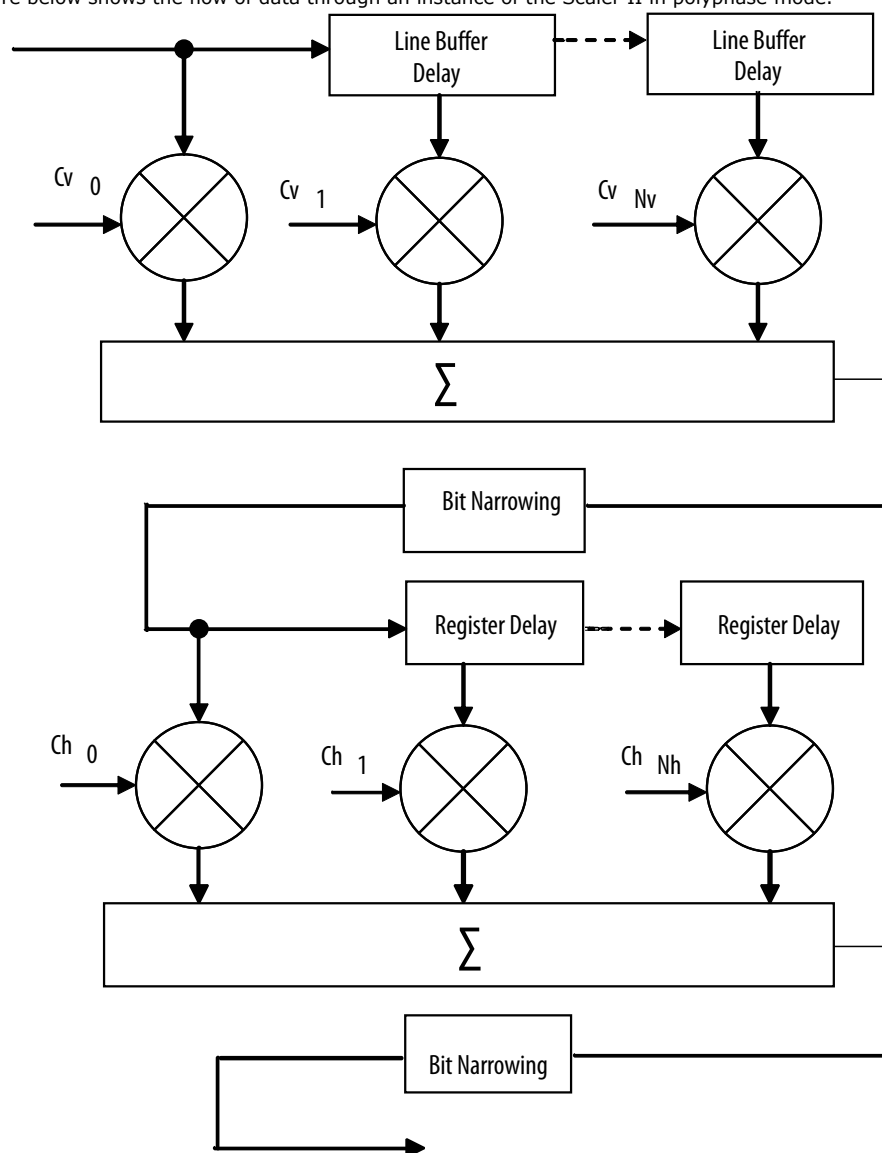 re below shows the flow of data through an instance of the Scaler II in polyphase mode.
Line Buffer
Delay
Line Buffer
Delay
Cv 0
Cv 1
Cv Nv
Σ
Bit Narrowing
Register Delay
Register Delay
Ch 0
Ch 1
Ch Nh
Σ
Bit Narrowing